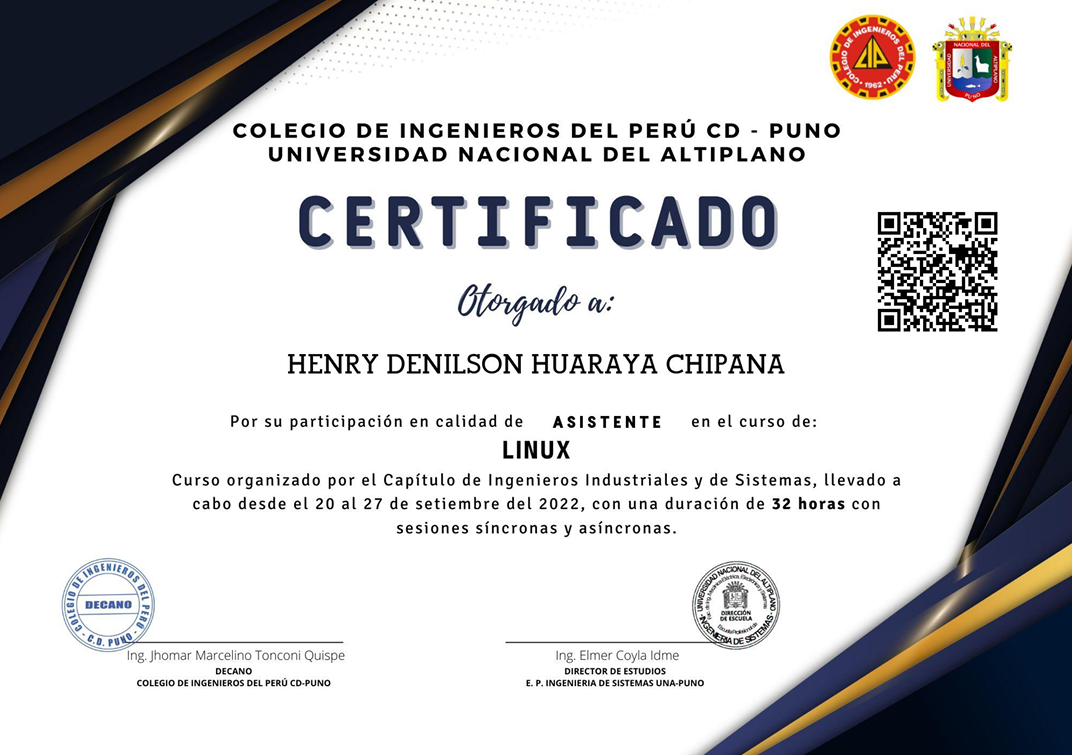 COLEGIO DE INGENIEROS DEL PERÚ
CIP
1962
UNIVERSIDAD NACIONAL DEL ALTIPLANO
PUNO
COLEGIO DE INGENIEROS DEL PERÚ CD - PUNO
UNIVERSIDAD NACIONAL DEL ALTIPLANO
CERTIFICADO
Otorgado a:
HENRY DENILSON HUARAYA CHIPANA
Por su participación en calidad de ASISTENTE en el curso de:
LINUX
Curso organizado por el Capítulo de Ingenieros Industriales y de Sistemas, llevado a
cabo desde el 20 al 27 de setiembre del 2022, con una duración de 32 horas con
sesiones síncronas y asíncronas.
COLEGIO DE INGENIEROS DEL PERÚ
DECANO
C.D. PUNO
UNIVERSIDAD NACIONAL DEL ALTIPLANO
DIRECCIÓN
DE ESCUELA
INGENIERIA DE SISTEMAS
Ing. Jhomar Marcelino Tonconi Quispe
DECANO
COLEGIO DE INGENIEROS DEL PERÚ CD-PUNO
Ing. Elmer Coyla Idme
DIRECTOR DE ESTUDIOS
E. P. INGENIERIA DE SISTEMAS UNA-PUNO